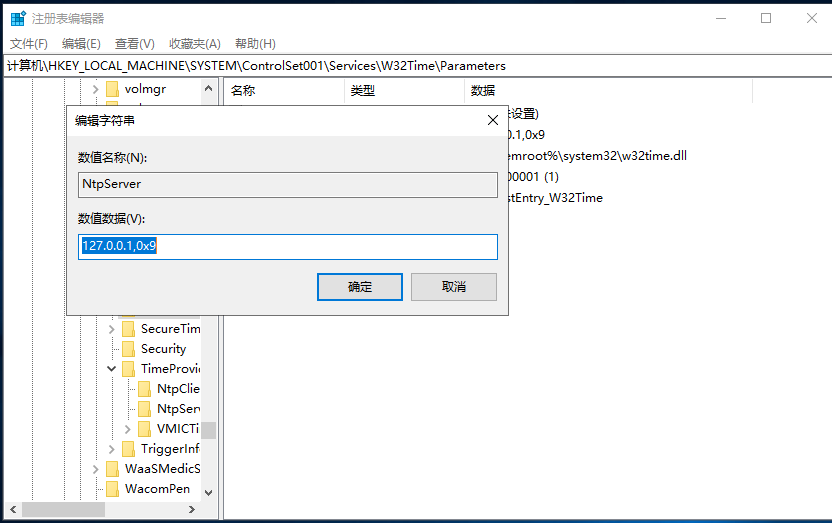 注册表编辑器
文件(F) 编辑(E) 查看(V) 收藏夹(A) 帮助(H)
计算机\HKEY_LOCAL_MACHINE\SYSTEM\ControlSet001\Services\W32Time\Parameters
volmgr
名称 类型 数据
编辑字符串
数值名称(N):
NtpServer
数值数据(V):
127.0.0.1,0x9
确定 取消
设置)
0.1,0x9
emroot%\system32\w32time.dll
00001 (1)
stEntry_W32Time
SecureTim
Security
TimeProvi
NtpClie
NtpSer
VMICTi
TriggerInf
WaaSMedicS
WacomPen